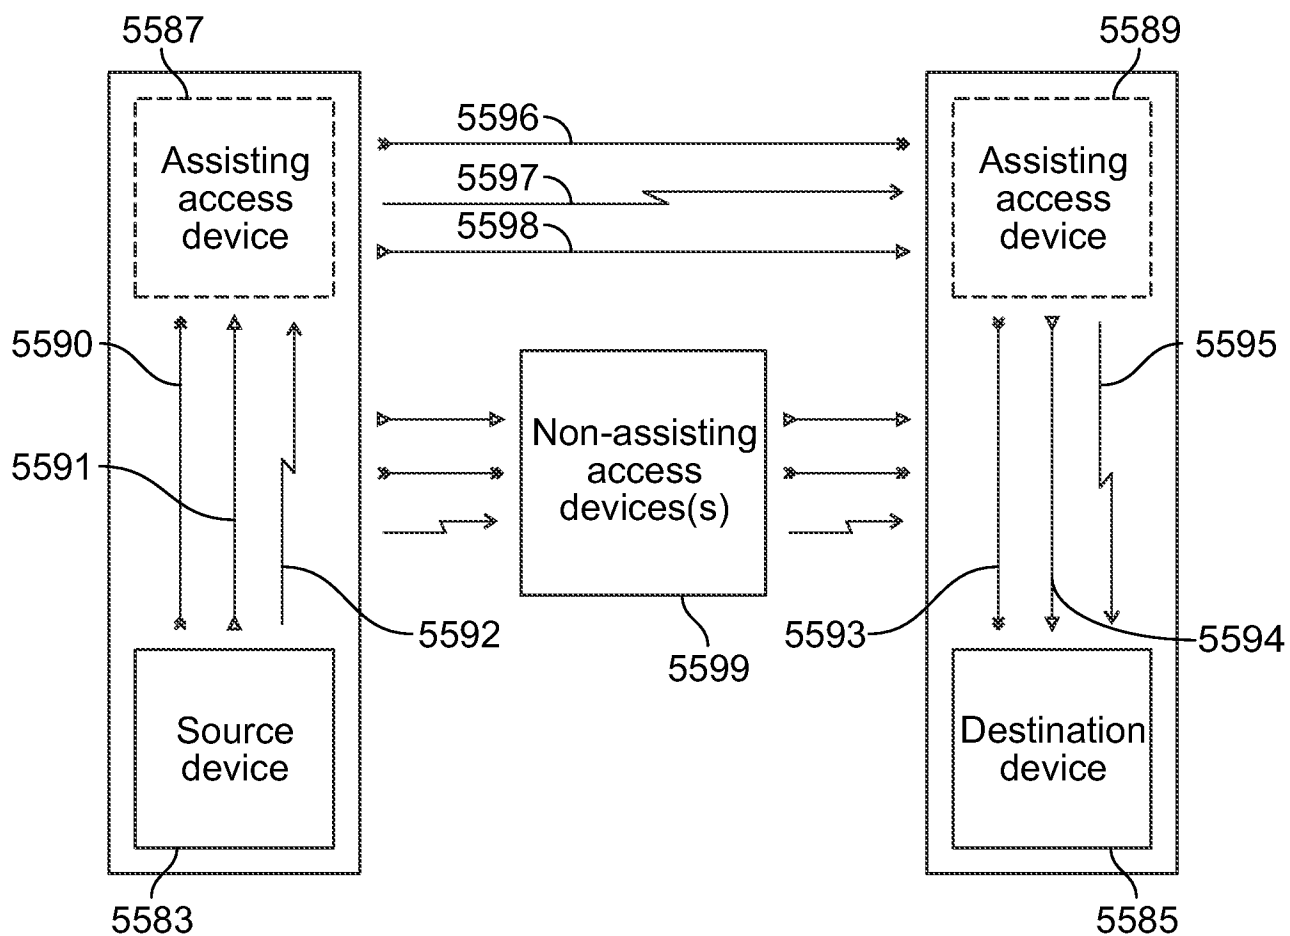 5587
5589
Assisting
access
device
5596
5597
5598
Assisting
access
device
5590
5591
5592
Non-assisting
access
devices(s)
5599
5595
5593
5594
Source
device
Destination
device
5583
5585